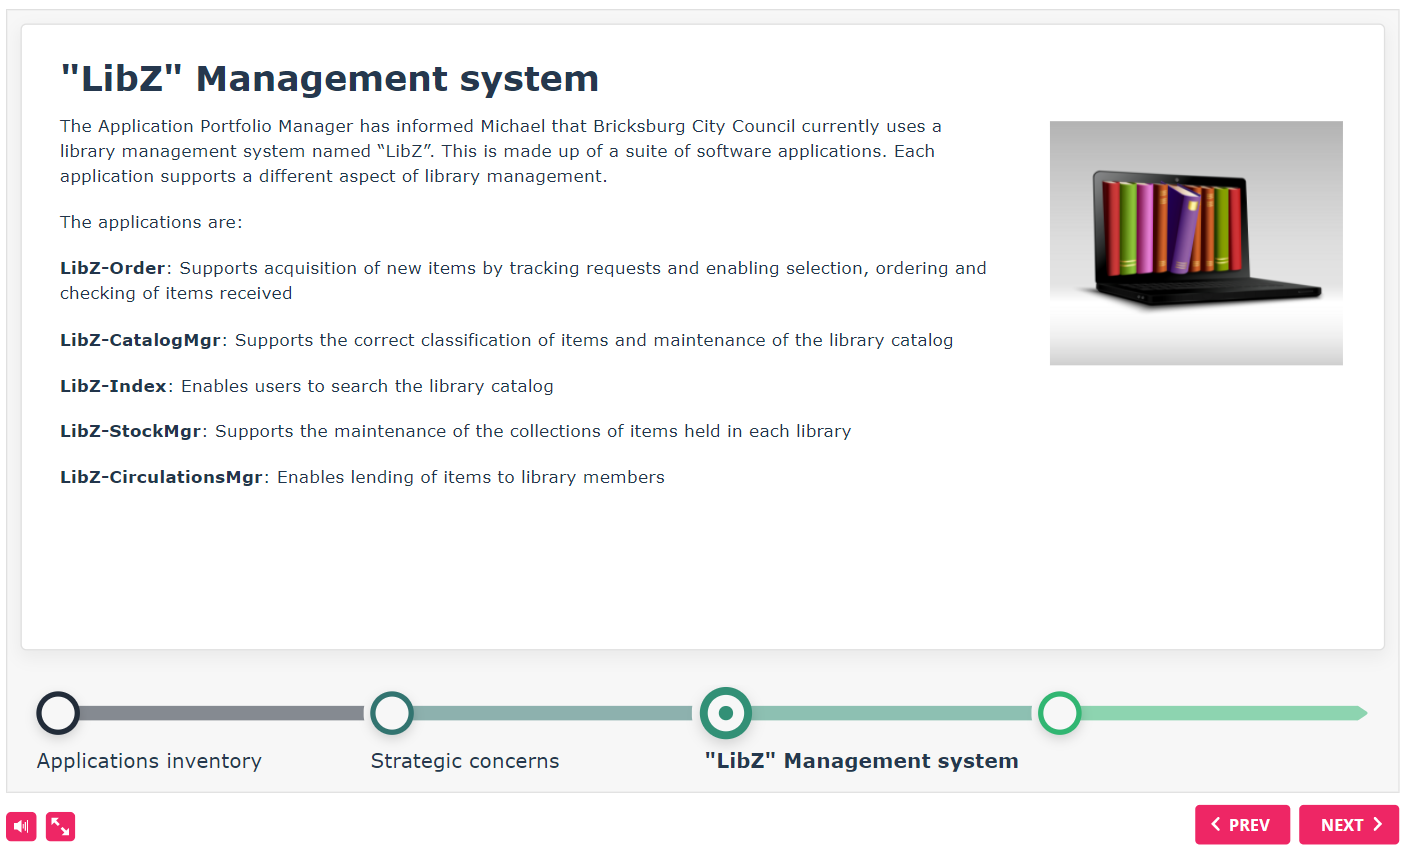 "LibZ" Management system
The Application Portfolio Manager has informed Michael that Bricksburg City Council currently uses a
library management system named “LibZ”. This is made up of a suite of software applications. Each
application supports a different aspect of library management.
The applications are:
LibZ-Order: Supports acquisition of new items by tracking requests and enabling selection, ordering and
checking of items received
LibZ-CatalogMgr: Supports the correct classification of items and maintenance of the library catalog
LibZ-Index: Enables users to search the library catalog
LibZ-StockMgr: Supports the maintenance of the collections of items held in each library
LibZ-CirculationsMgr: Enables lending of items to library members
Applications inventory
Strategic concerns
"LibZ" Management system
PREV
NEXT